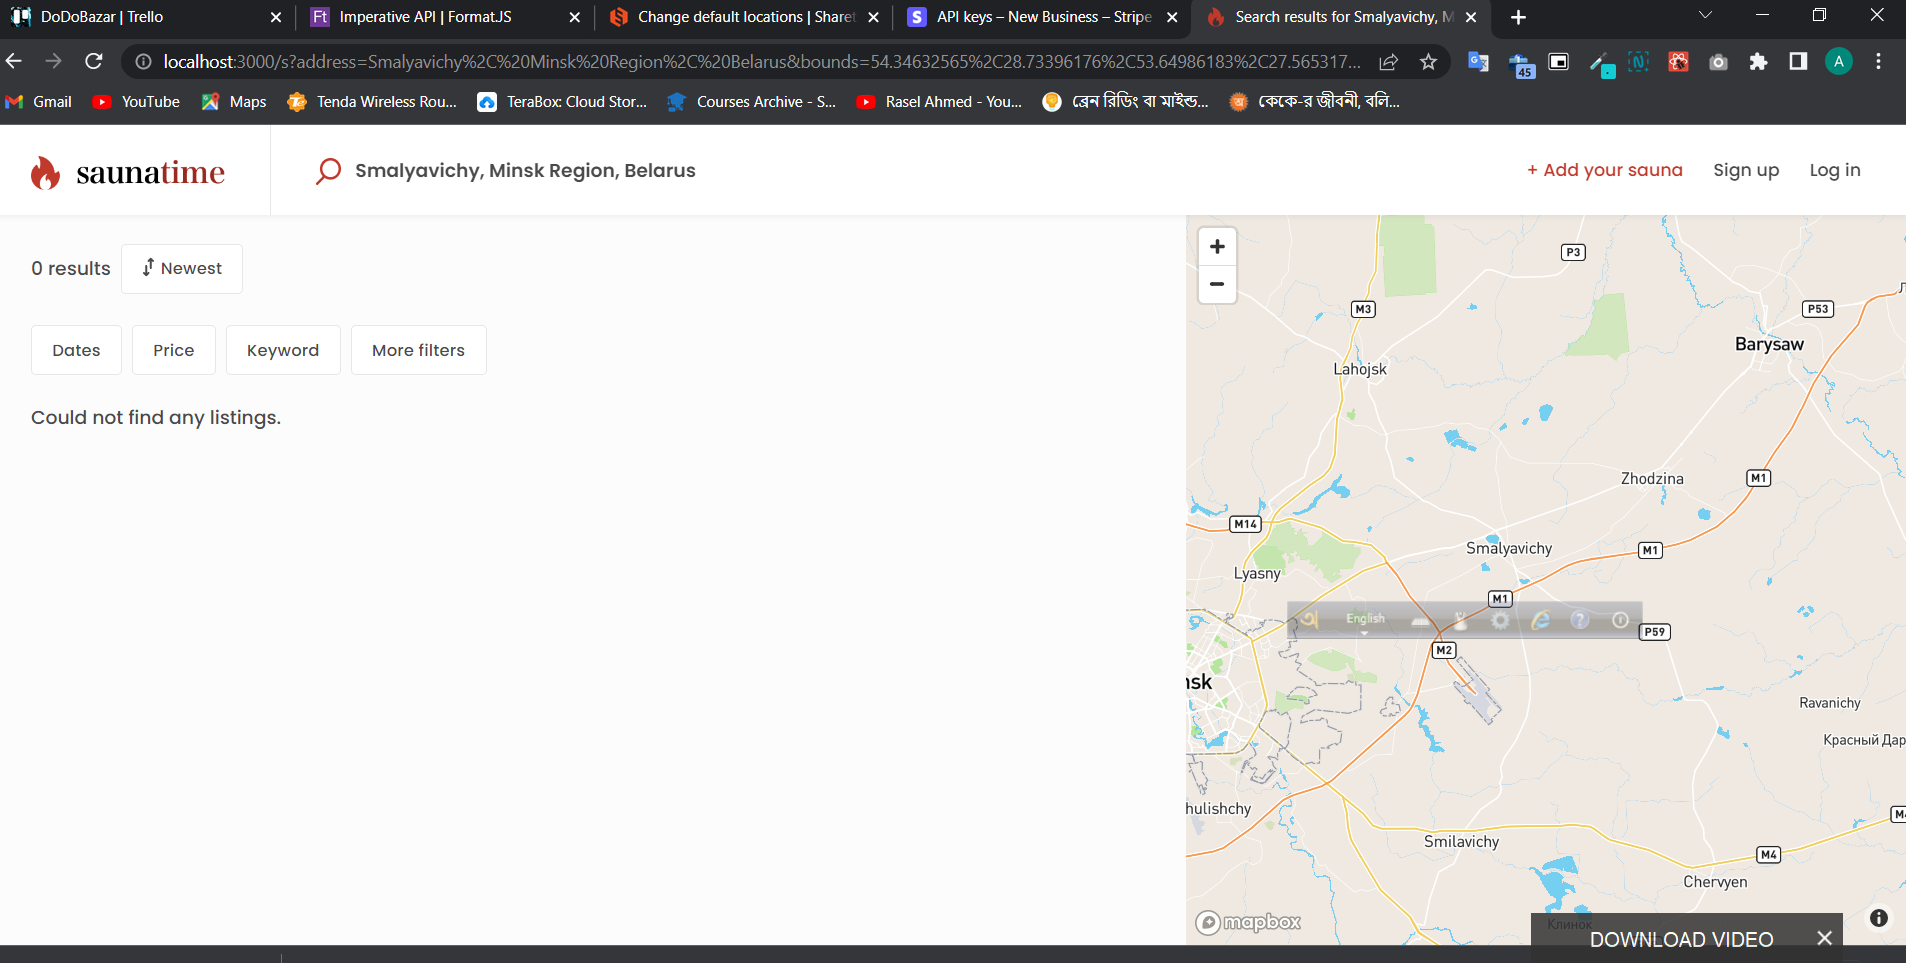 DoDoBazar | Trello
Imperative API | FormatJS
Change default locations | Sharet
API keys – New Business – Stripe
Search results for Smalyavichy, M
localhost:3000/s?address=Smalyavichy%2C%20Minsk%20Region%2C%20Belarus&bounds=54.34632565%2C28.73396176%2C53.64986183%2C27.565317...
45
A
Gmail
YouTube
Maps
Tenda Wireless Rou...
TeraBox: Cloud Stor...
Courses Archive - S...
Rasel Ahmed - You...
ব্রেন রিডিং বা মাইন্ড...
কেকে-র জীবনী, বলি...
saunatime
Smalyavichy, Minsk Region, Belarus
+ Add your sauna
Sign up
Log in
0 results
Newest
Dates
Price
Keyword
More filters
Could not find any listings.
P3
M3
P53
Barysaw
Lahojsk
Zhodzina
M1
M14
Smalyavichy
M1
Lyasny
M1
English
P59
M2
nsk
Ravanichy
Красный Дар
hulishchy
M4
Smilavichy
M4
Chervyen
mapbox
Клинок
DOWNLOAD VIDEO